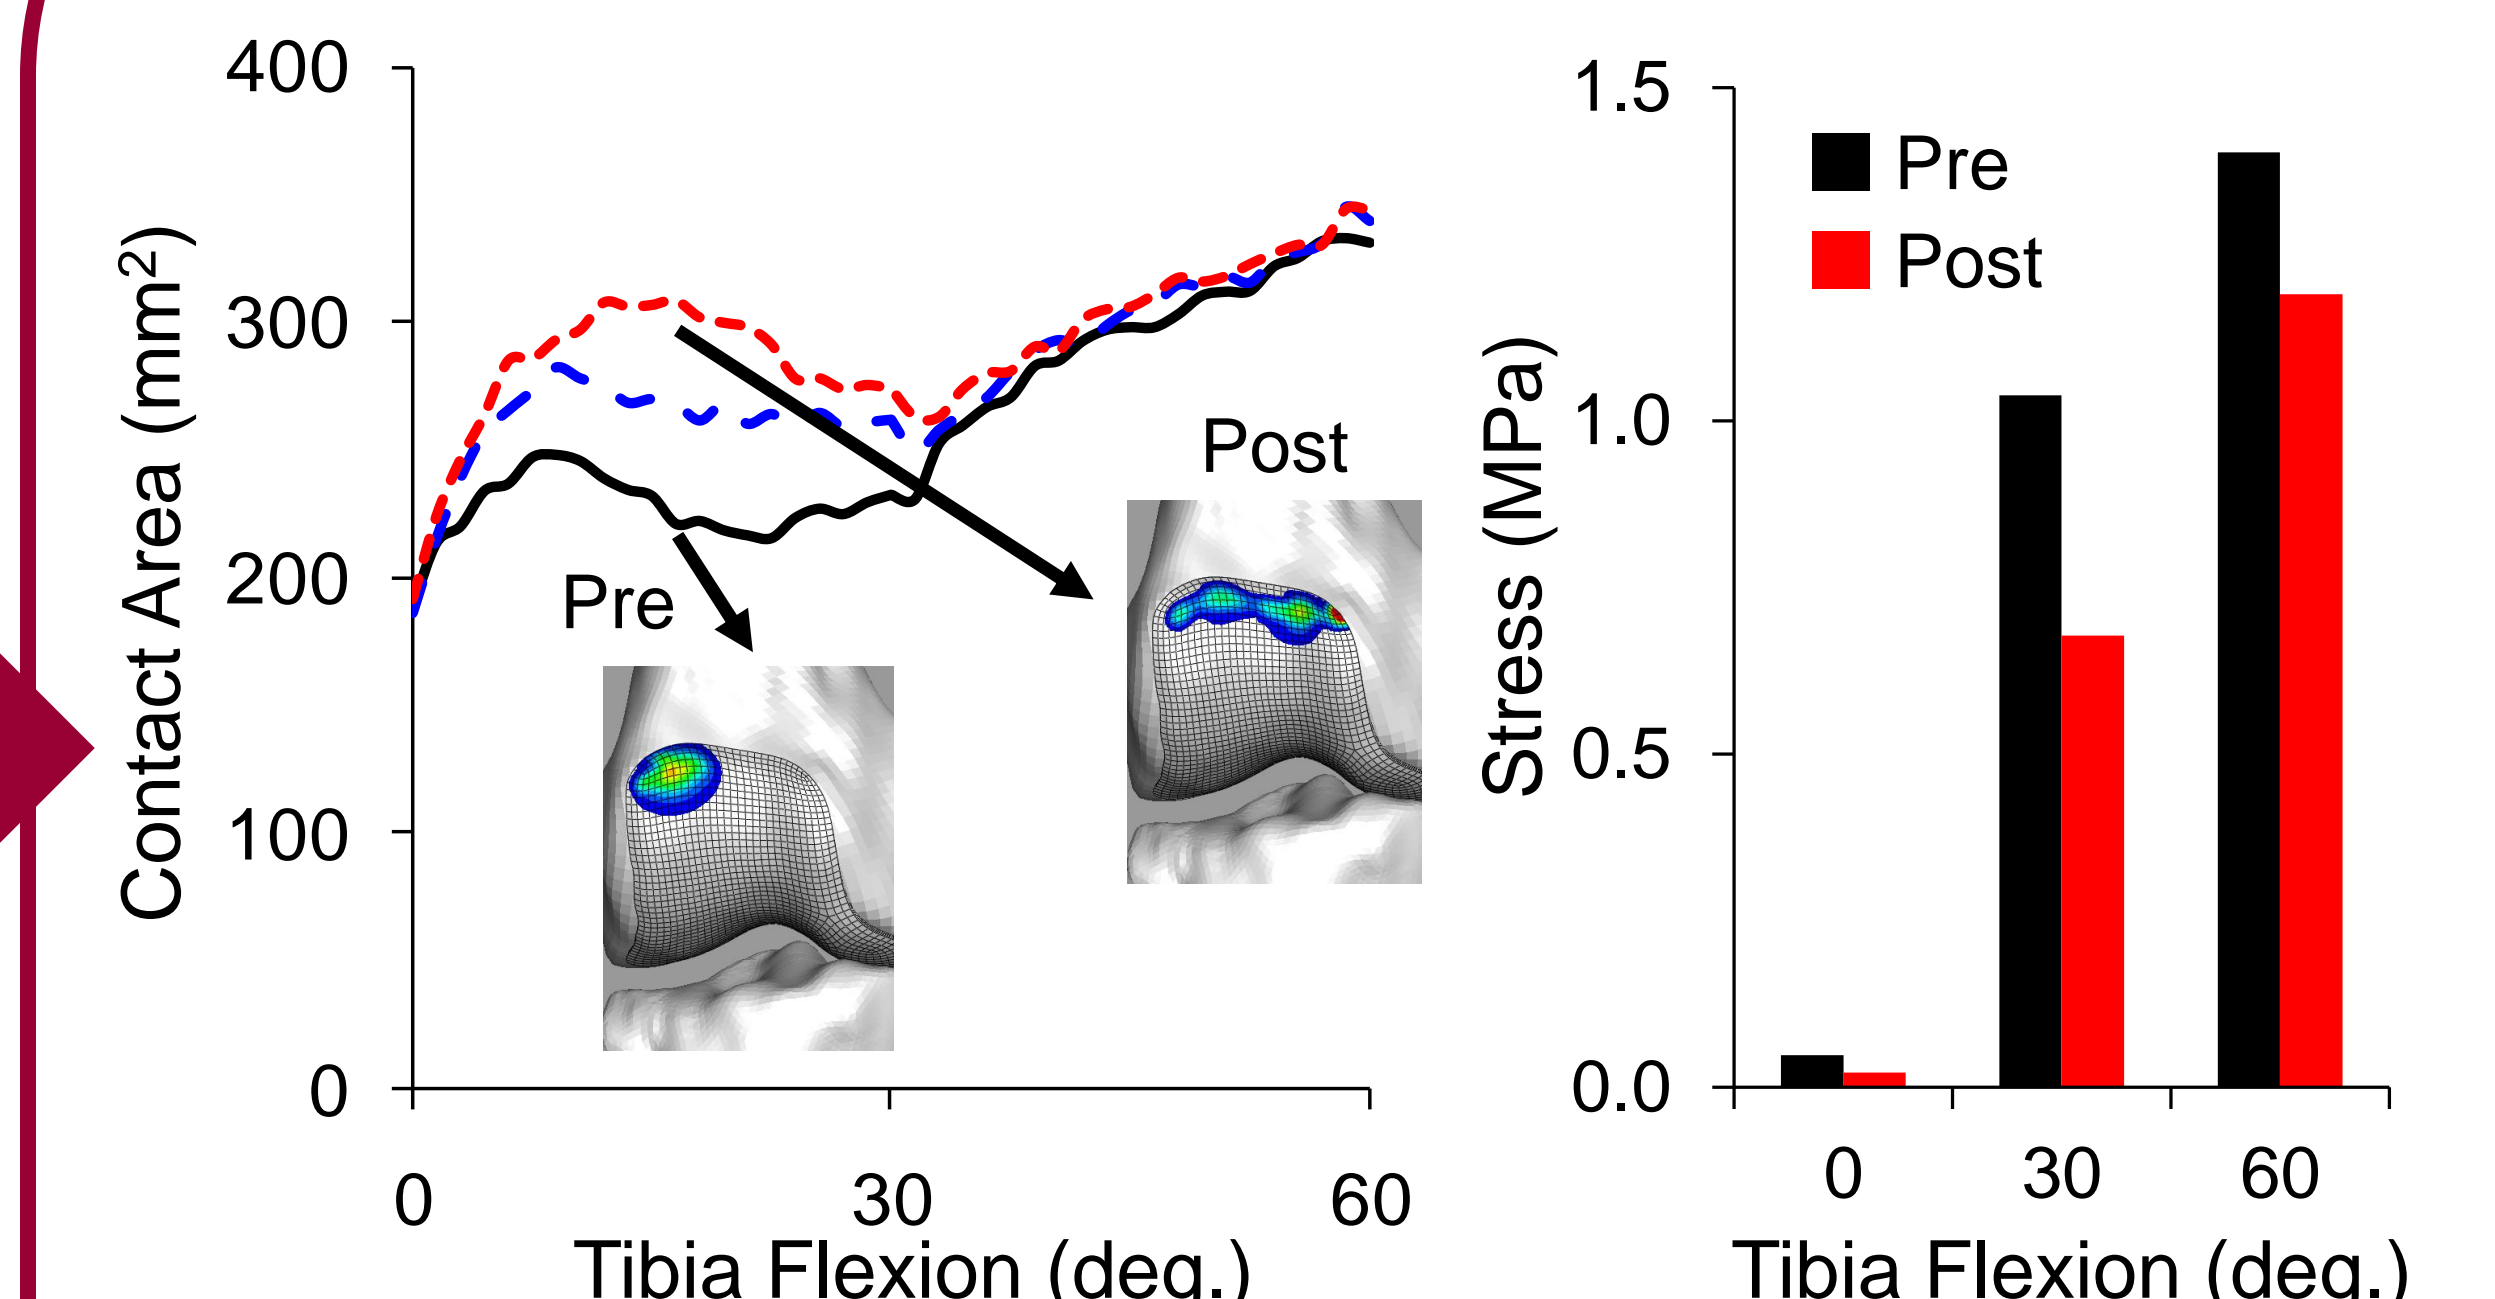 400
300
200
100
0
Contact Area (mm²)
0 30 60
Tibia Flexion (deg.)
Pre
Post
1.5
1.0
0.5
0.0
Stress (MPa)
Pre
Post
0 30 60
Tibia Flexion (deg.)